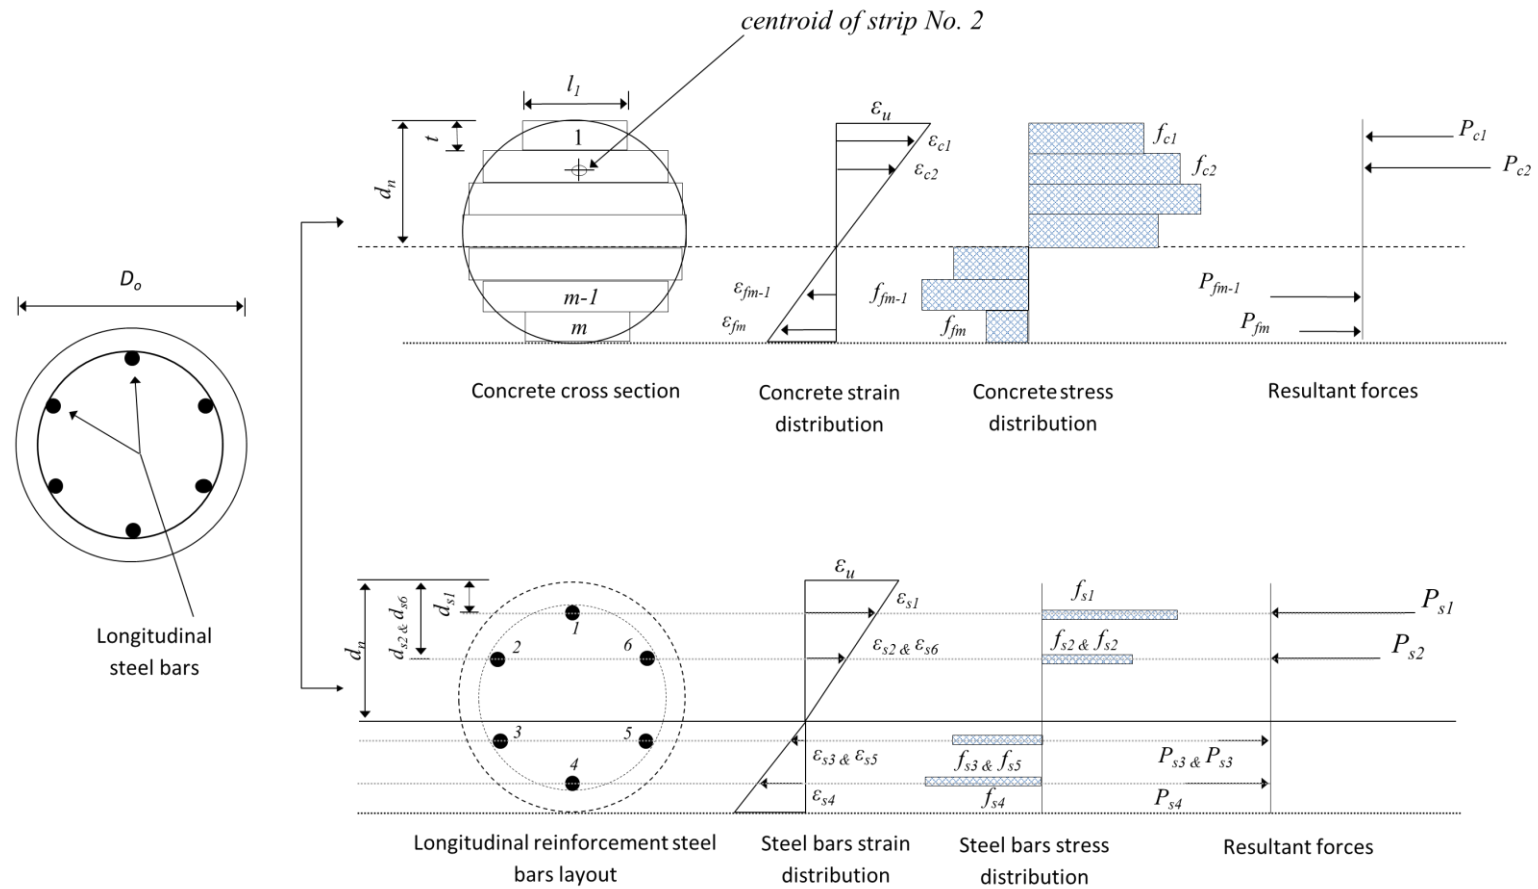 centroid of strip No. 2
l1
t
dn
1
m-1
m
εu
εc1
εc2
εfm-1
εfm
fc1
fc2
ffm-1
ffm
Pc1
Pc2
Pfm-1
Pfm
Concrete cross section
Concrete strain
distribution
Concrete stress
distribution
Resultant forces
Do
Longitudinal
steel bars
dn
ds2 & ds6
ds1
1
2
6
3
5
4
εu
εs1
εs2 & εs6
εs3 & εs5
εs4
fs1
fs2 & fs2
fs3 & fs5
fs4
Ps1
Ps2
Ps3 & Ps3
Ps4
Longitudinal reinforcement steel
bars layout
Steel bars strain
distribution
Steel bars stress
distribution
Resultant forces